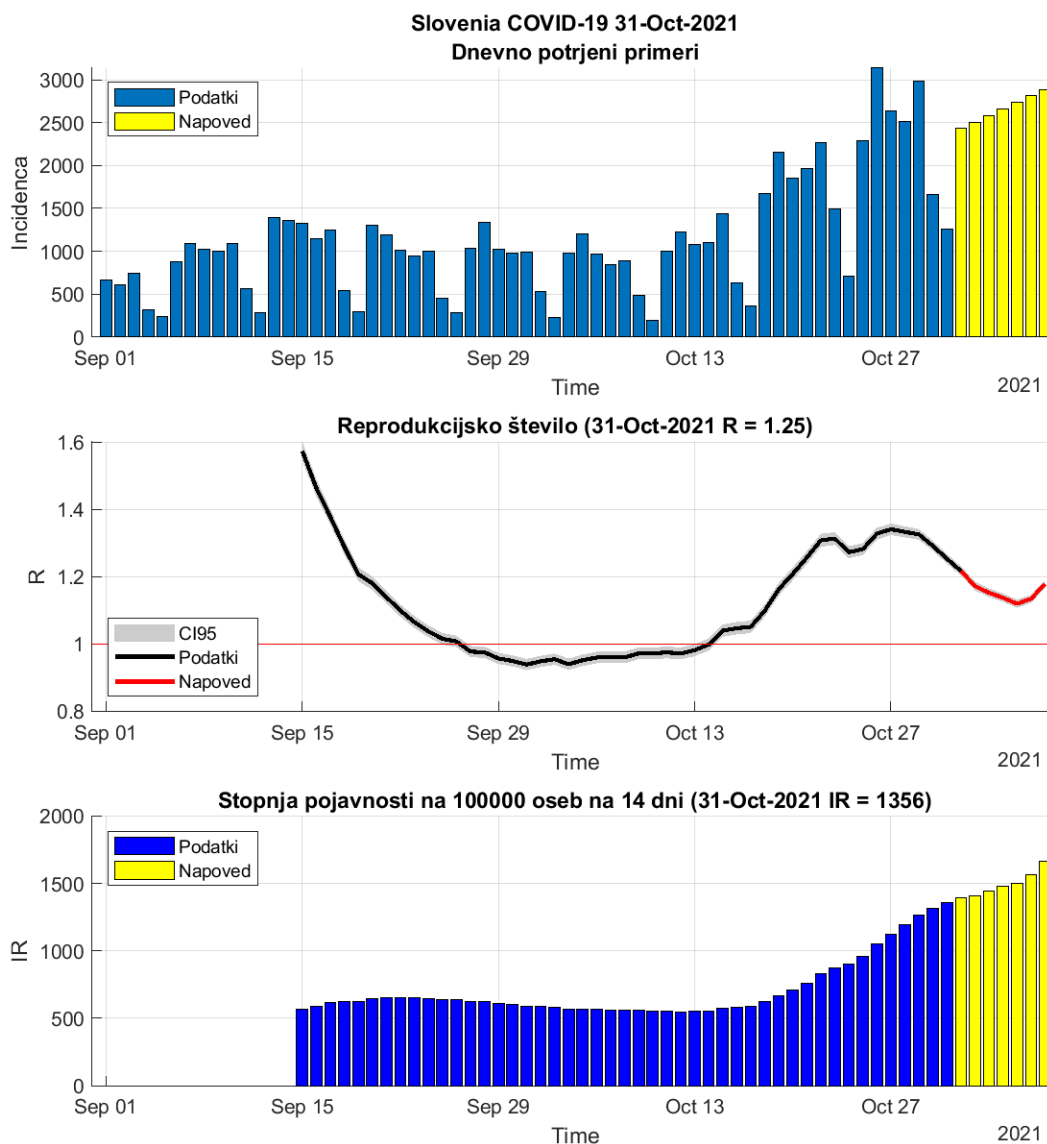 Slovenia COVID-19 31-Oct-2021
Dnevno potrjeni primeri
3000
2500
2000
1500
1000
500
0
Incidenca
Podatki
Napoved
Sep 01 Sep 15 Sep 29 Oct 13 Oct 27
Time
2021
Reprodukcijsko število (31-Oct-2021 R = 1.25)
1.6
1.4
1.2
1
0.8
R
CI95
Podatki
Napoved
Sep 01 Sep 15 Sep 29 Oct 13 Oct 27
Time
2021
Stopnja pojavnosti na 100000 oseb na 14 dni (31-Oct-2021 IR = 1356)
2000
1500
1000
500
0
IR
Podatki
Napoved
Sep 01 Sep 15 Sep 29 Oct 13 Oct 27
Time
2021